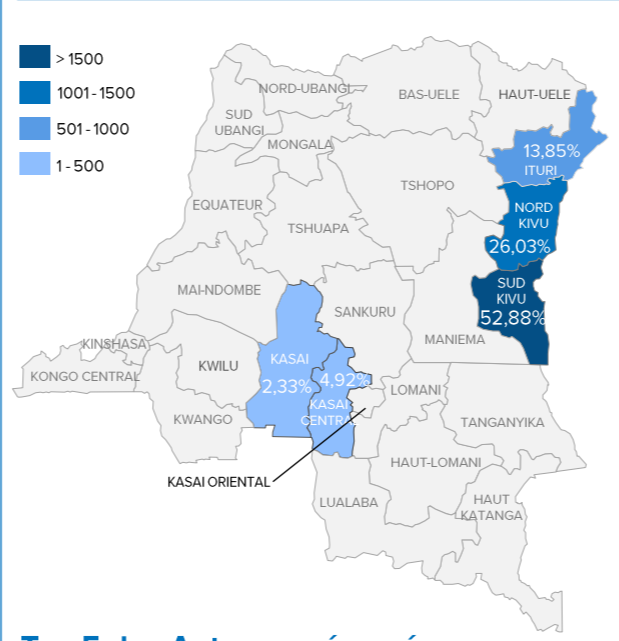 > 1500
1001 - 1500
501 - 1000
1 - 500
NORD-UBANGI
BAS-UELE
HAUT-UELE
SUD
UBANGI
MONGALA
13,85%
ITURI
TSHOPO
EQUATEUR
TSHUAPA
NORD
KIVU
26,03%
MAI-NDOMBE
SANKURU
SUD
KIVU
52,88%
KINSHASA
MANIEMA
KONGO CENTRAL
KWILU
KASAI
2,33%
4,92%
KASAI
CENTRAL
LOMANI
KWANGO
TANGANYIKA
KASAI ORIENTAL
HAUT-LOMANI
LUALABA
HAUT
KATANGA